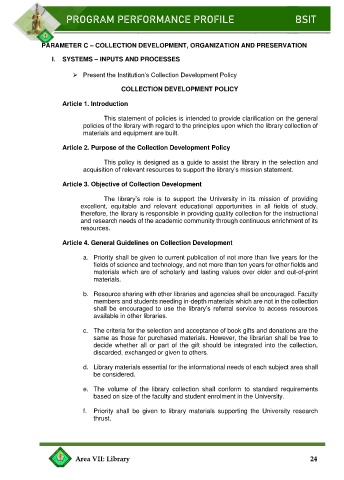 PROGRAM PERFORMANCE PROFILE BSIT
PARAMETER C – COLLECTION DEVELOPMENT, ORGANIZATION AND PRESERVATION
I. SYSTEMS – INPUTS AND PROCESSES
➢ Present the Institution's Collection Development Policy
COLLECTION DEVELOPMENT POLICY
Article 1. Introduction
This statement of policies is intended to provide clarification on the general
policies of the library with regard to the principles upon which the library collection of
materials and equipment are built.
Article 2. Purpose of the Collection Development Policy
This policy is designed as a guide to assist the library in the selection and
acquisition of relevant resources to support the library's mission statement.
Article 3. Objective of Collection Development
The library's role is to support the University in its mission of providing
excellent, equitable and relevant educational opportunities in all fields of study,
therefore, the library is responsible in providing quality collection for the instructional
and research needs of the academic community through continuous enrichment of its
resources.
Article 4. General Guidelines on Collection Development
a. Priority shall be given to current publication of not more than five years for the
fields of science and technology, and not more than ten years for other fields and
materials which are of scholarly and lasting values over older and out-of-print
materials.
b. Resource sharing with other libraries and agencies shall be encouraged. Faculty
members and students needing in-depth materials which are not in the collection
shall be encouraged to use the library's referral service to access resources
available in other libraries.
c. The criteria for the selection and acceptance of book gifts and donations are the
same as those for purchased materials. However, the librarian shall be free to
decide whether all or part of the gift should be integrated into the collection,
discarded, exchanged or given to others.
d. Library materials essential for the informational needs of each subject area shall
be considered.
e. The volume of the library collection shall conform to standard requirements
based on size of the faculty and student enrolment in the University.
f. Priority shall be given to library materials supporting the University research
thrust.
Area VII: Library 24